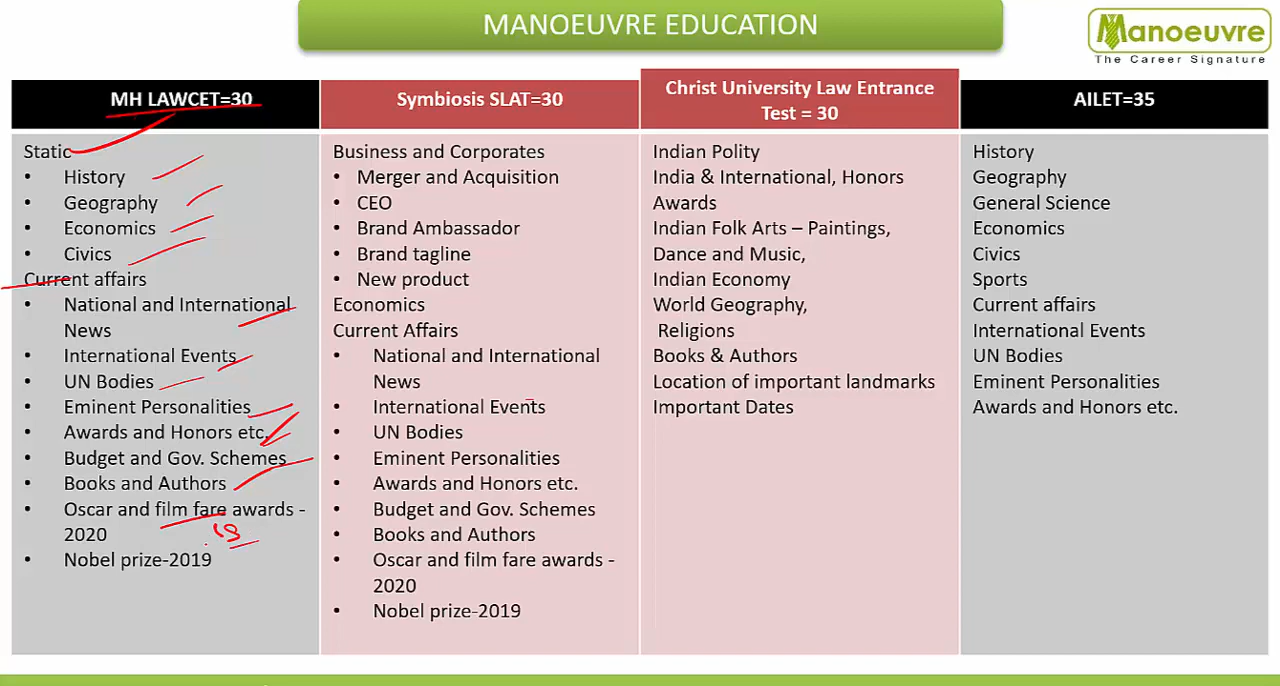 MANOEUVRE EDUCATION
Manoeuvre
The Career Signature
MH LAWCET=30
Static
• History
• Geography
• Economics
• Civics
Current affairs
• National and International
News
• International Events
• UN Bodies
• Eminent Personalities
• Awards and Honors etc.
• Budget and Gov. Schemes
• Books and Authors
• Oscar and film fare awards -
2020
• Nobel prize-2019
Symbiosis SLAT=30
Business and Corporates
• Merger and Acquisition
• CEO
• Brand Ambassador
• Brand tagline
• New product
Economics
Current Affairs
• National and International
News
• International Events
• UN Bodies
• Eminent Personalities
• Awards and Honors etc.
• Budget and Gov. Schemes
• Books and Authors
• Oscar and film fare awards -
2020
• Nobel prize-2019
Christ University Law Entrance
Test = 30
Indian Polity
India & International, Honors
Awards
Indian Folk Arts – Paintings,
Dance and Music,
Indian Economy
World Geography,
Religions
Books & Authors
Location of important landmarks
Important Dates
AILET=35
History
Geography
General Science
Economics
Civics
Sports
Current affairs
International Events
UN Bodies
Eminent Personalities
Awards and Honors etc.